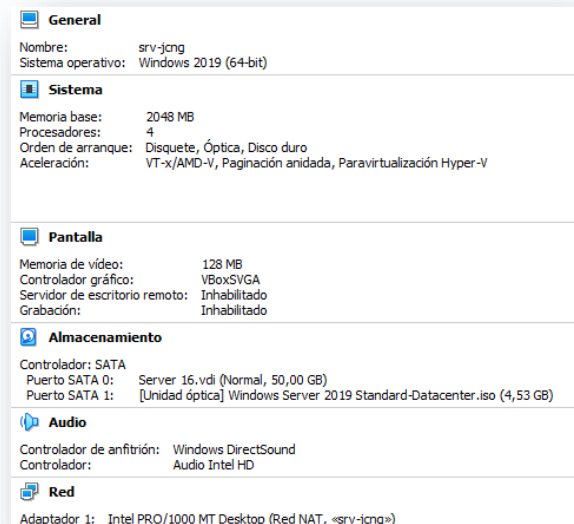 General
Nombre: srv-jcng
Sistema operativo: Windows 2019 (64-bit)
Sistema
Memoria base: 2048 MB
Procesadores: 4
Orden de arranque: Disquete, Óptica, Disco duro
Aceleración: VT-x/AMD-V, Paginación anidada, Paravirtualización Hyper-V
Pantalla
Memoria de vídeo: 128 MB
Controlador gráfico: VBoxSVGA
Servidor de escritorio remoto: Inhabilitado
Grabación: Inhabilitado
Almacenamiento
Controlador: SATA
Puerto SATA 0: Server 16.vdi (Normal, 50,00 GB)
Puerto SATA 1: [Unidad óptica] Windows Server 2019 Standard-Datacenter.iso (4,53 GB)
Audio
Controlador de anfitrión: Windows DirectSound
Controlador: Audio Intel HD
Red
Adaptador 1: Intel PRO/1000 MT Desktop (Red NAT, «srv-jcng»)